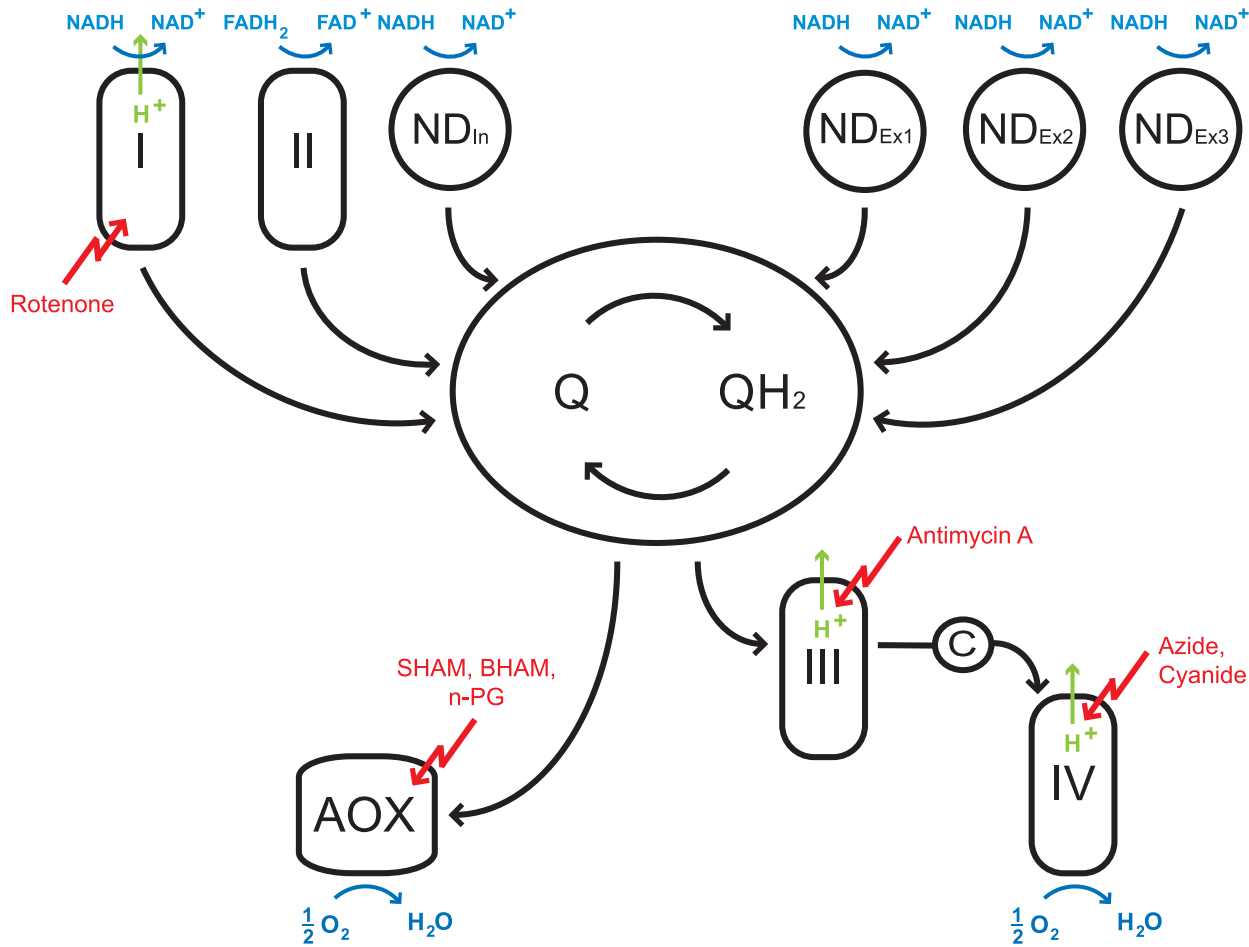 NADH NAD+ FADH2 FAD+ NADH NAD+ NADH NAD+ NADH NAD+ NADH NAD+
H+
I II NDIn NDEx1 NDEx2 NDEx3
Rotenone
Q QH2
Antimycin A
H+
III
C
SHAM, BHAM,
n-PG
Azide,
Cyanide
H+
IV
AOX
1/2 O2 H2O
1/2 O2 H2O